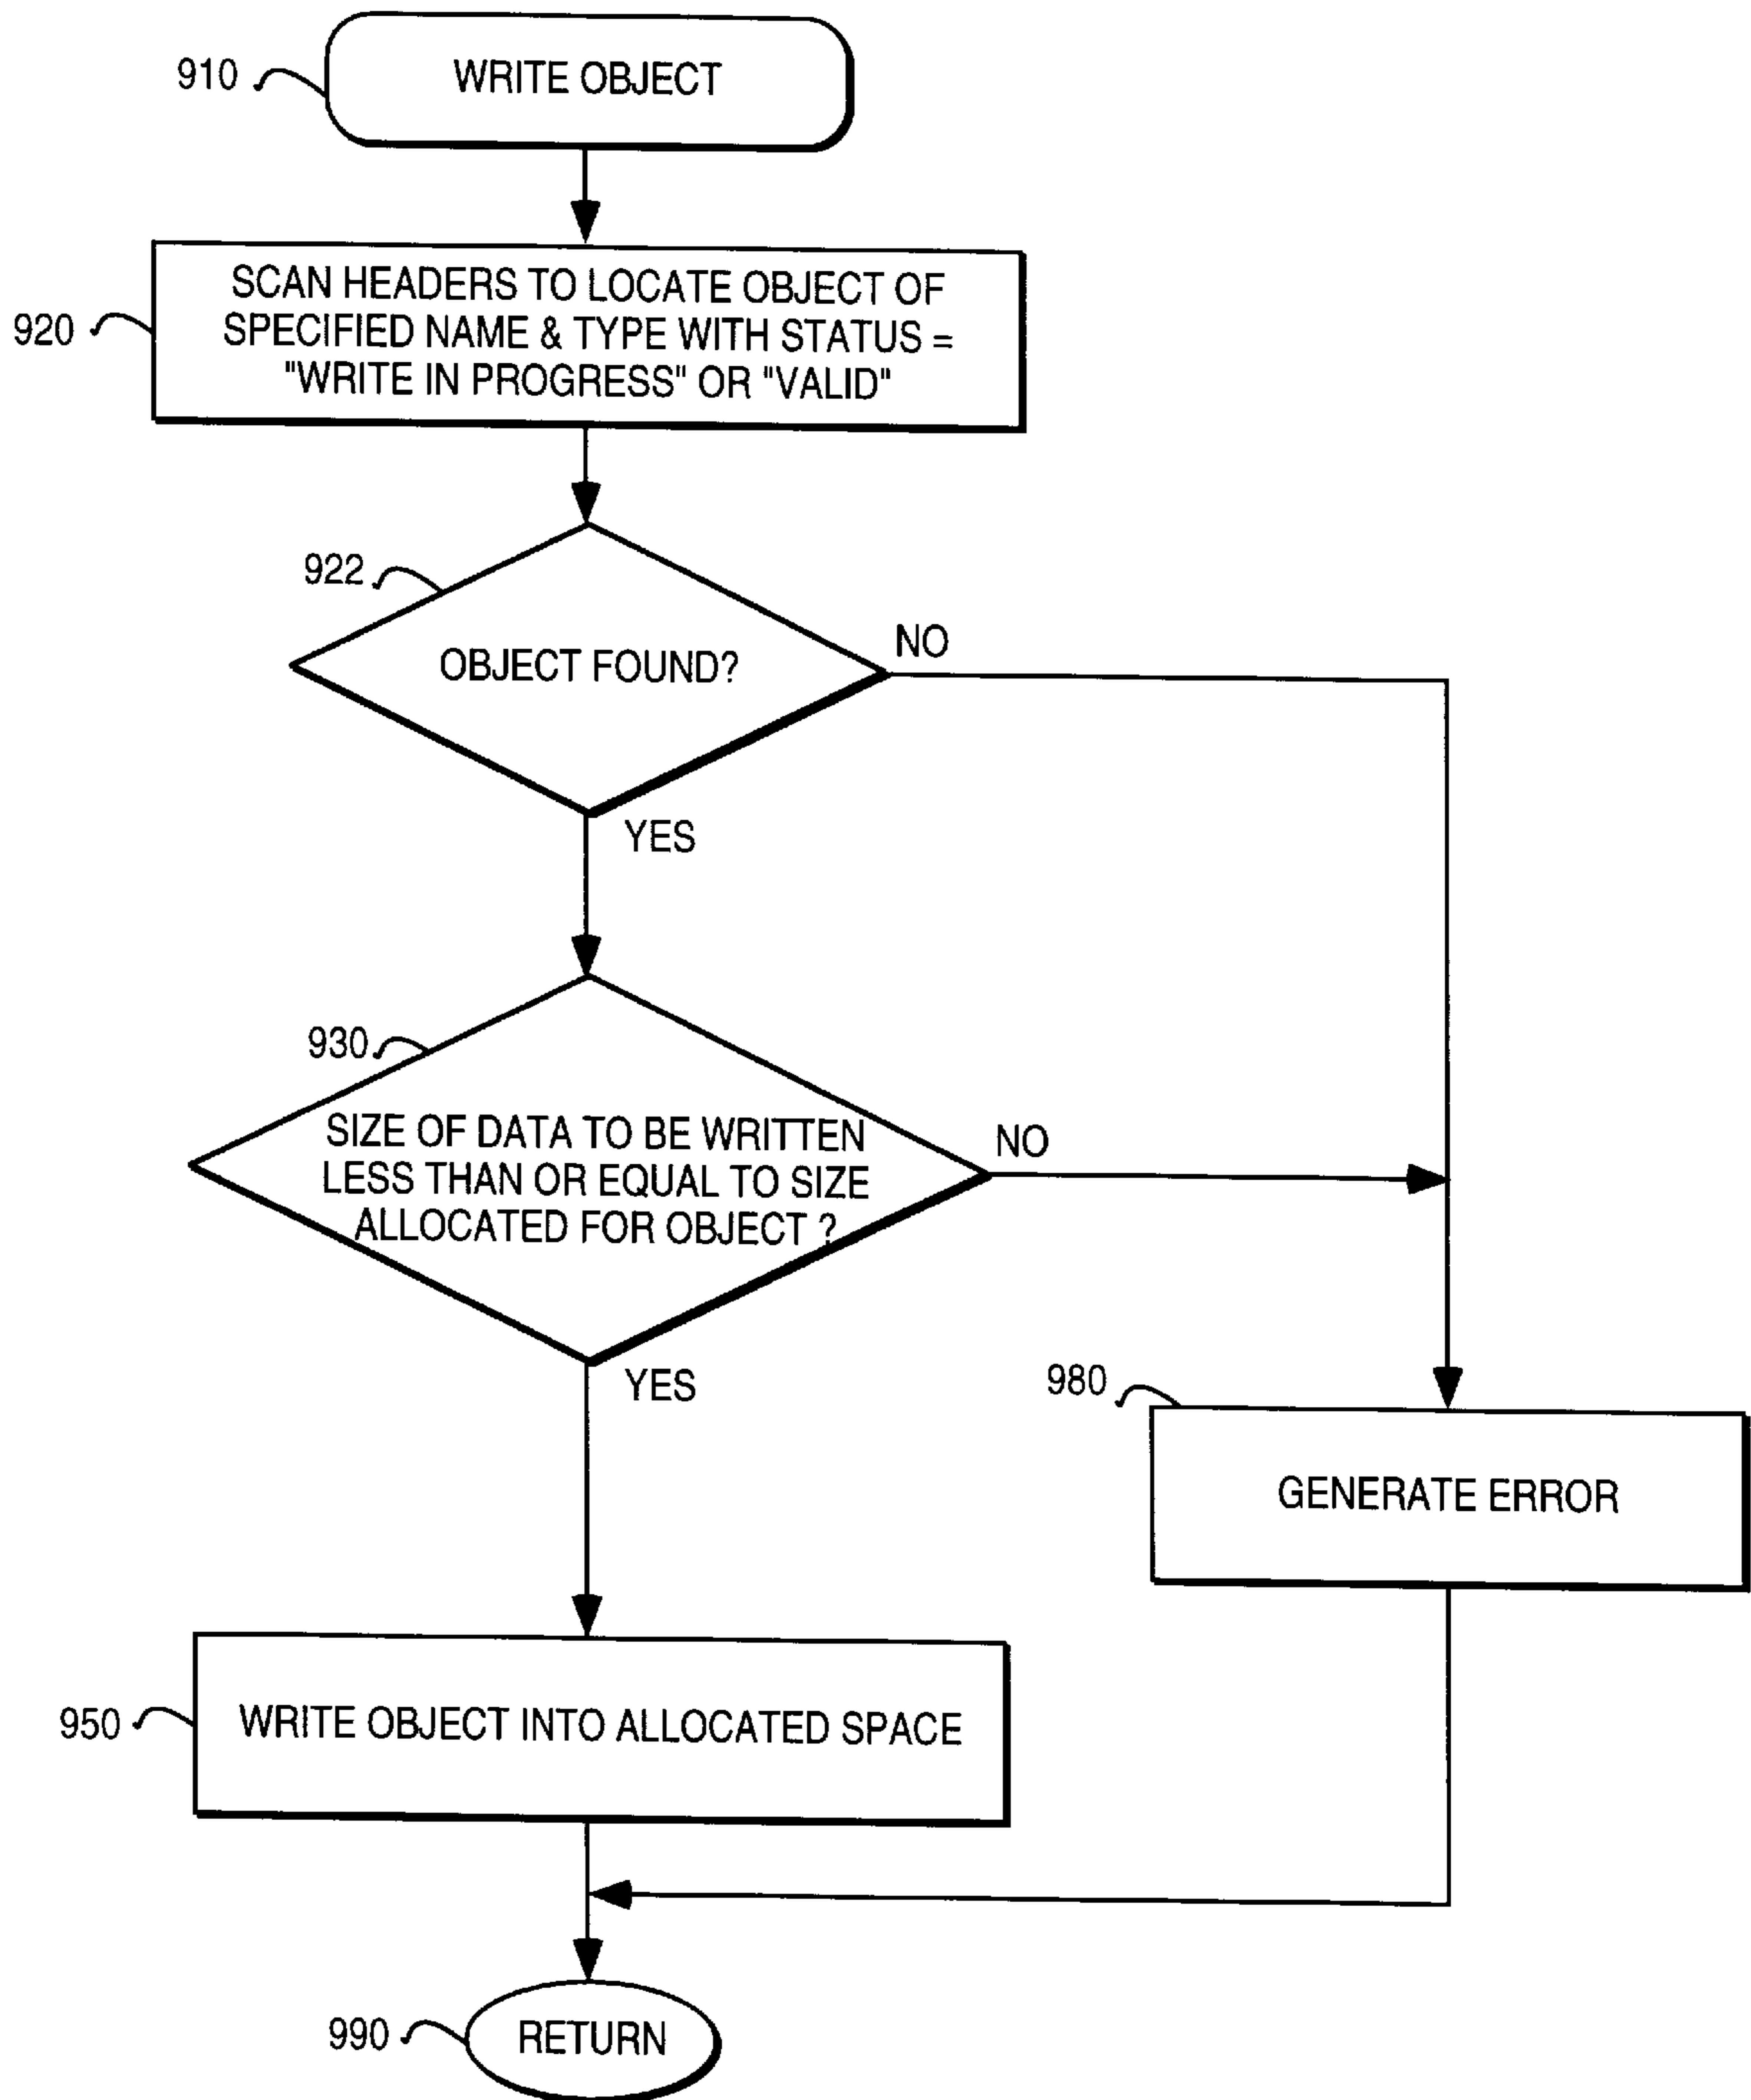 910
WRITE OBJECT
920
SCAN HEADERS TO LOCATE OBJECT OF
SPECIFIED NAME & TYPE WITH STATUS =
"WRITE IN PROGRESS" OR "VALID"
922
OBJECT FOUND?
NO
YES
930
SIZE OF DATA TO BE WRITTEN
LESS THAN OR EQUAL TO SIZE
ALLOCATED FOR OBJECT ?
NO
YES
980
GENERATE ERROR
950
WRITE OBJECT INTO ALLOCATED SPACE
990
RETURN